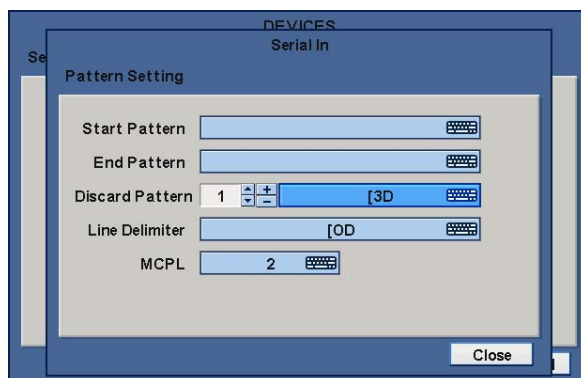 DEVICES
Serial In
Se
Pattern Setting
Start Pattern
End Pattern
Discard Pattern 1 + - [3D
Line Delimiter [0D
MCPL 2
Close